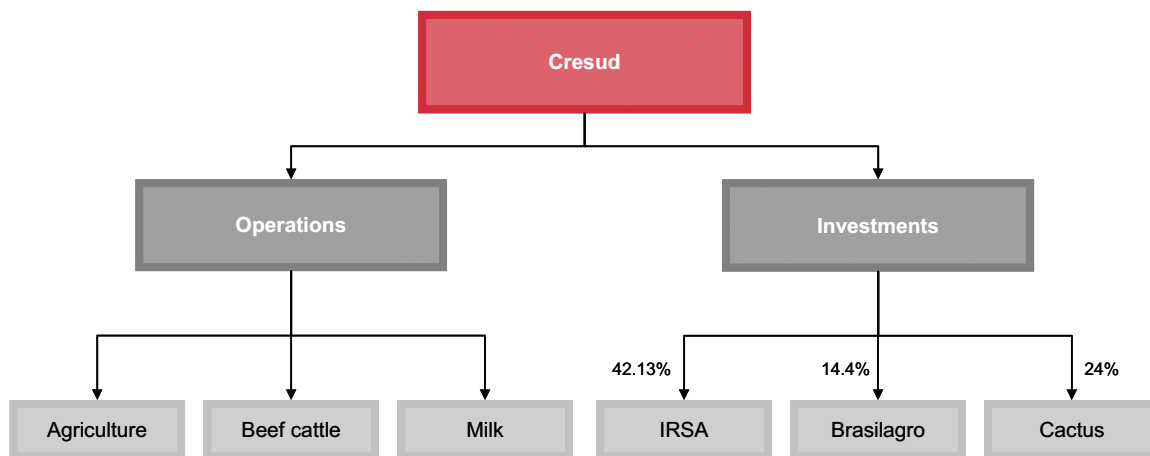 Cresud
Operations
Investments
42.13%
14.4%
24%
Agriculture
Beef cattle
Milk
IRSA
Brasilagro
Cactus